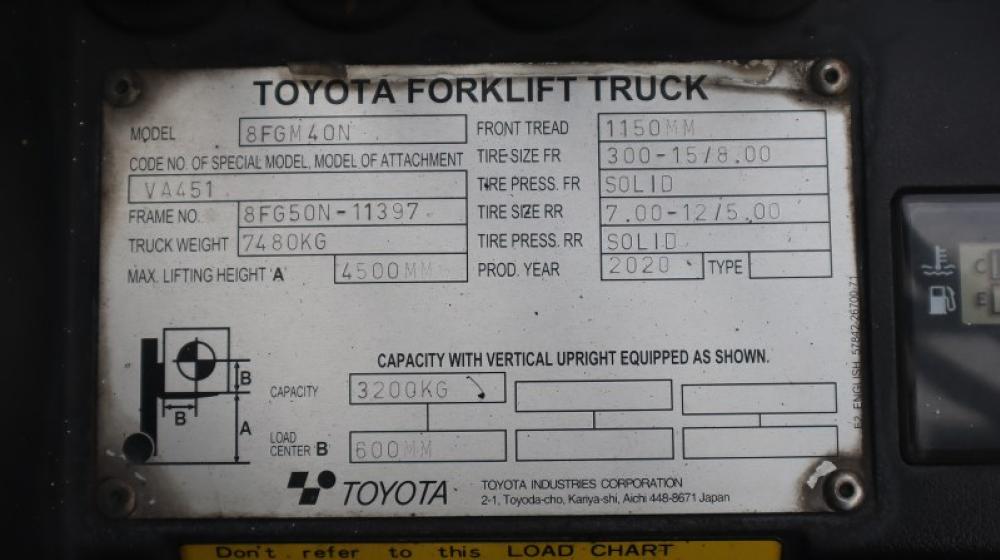 TOYOTA FORKLIFT TRUCK
MODEL 8FGM40N
CODE NO. OF SPECIAL MODEL, MODEL OF ATTACHMENT
VA451
FRAME NO. 8FG50N-11397
TRUCK WEIGHT 7480KG
MAX. LIFTING HEIGHT 'A' 4500MM
FRONT TREAD 1150MM
TIRE-SIZE FR 300-15/8.00
TIRE PRESS. FR SOLID
TIRE SIZE RR 7.00-12/5.00
TIRE PRESS. RR SOLID
PROD. YEAR 2020 TYPE
CAPACITY WITH VERTICAL UPRIGHT EQUIPPED AS SHOWN.
B
B
A
CAPACITY 3200KG
LOAD
CENTER 'B' 600MM
TOYOTA
TOYOTA INDUSTRIES CORPORATION
2-1, Toyoda-cho, Kariya-shi, Aichi 448-8671 Japan
ENGLISH 57842-26700-71
C
E
Don't refer to this LOAD CHART